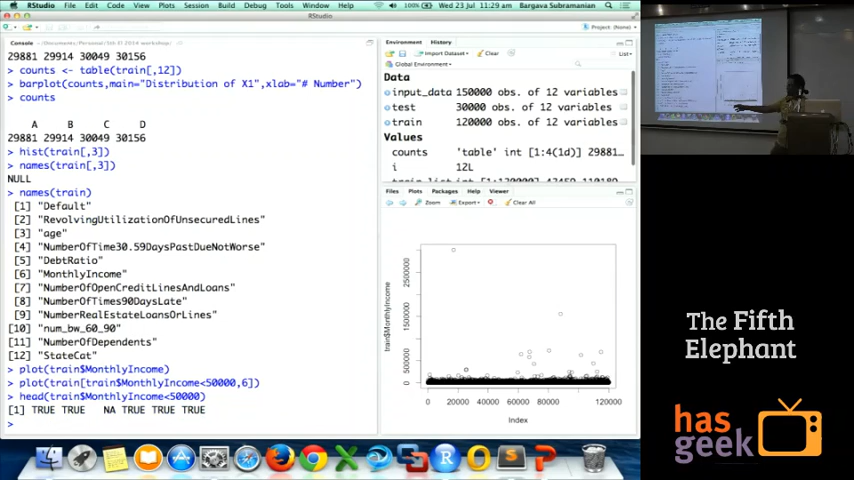 RStudio File Edit Code View Plots Session Build Debug Tools Window Help 100% Wed 23 Jul 11:29 am Bargava Subramanian
RStudio
Project: (None)
Console
29881 29914 30049 30156
> counts <- table(train[,12])
> barplot(counts,main="Distribution of X1",xlab="# Number")
> counts
A B C D
29881 29914 30049 30156
> hist(train[,3])
> names(train[,3])
NULL
> names(train)
[1] "Default"
[2] "RevolvingUtilizationOfUnsecuredLines"
[3] "age"
[4] "NumberOfTime30.59DaysPastDueNotWorse"
[5] "DebtRatio"
[6] "MonthlyIncome"
[7] "NumberOfOpenCreditLinesAndLoans"
[8] "NumberOfTimes90DaysLate"
[9] "NumberRealEstateLoansOrLines"
[10] "num_bw_60_90"
[11] "NumberOfDependents"
[12] "StateCat"
> plot(train$MonthlyIncome)
> plot(train[train$MonthlyIncome<50000,6])
> head(train$MonthlyIncome<50000)
[1] TRUE TRUE NA TRUE TRUE TRUE
>
Environment History
Import Dataset Clear List
Global Environment
Data
input_data 150000 obs. of 12 variables
test 30000 obs. of 12 variables
train 120000 obs. of 12 variables
Values
counts 'table' int [1:4(1d)] 29881…
i 12L
Files Plots Packages Help Viewer
Zoom Export Clear All
train$MonthlyIncome
2500000
1500000
500000
0
0 20000 40000 60000 80000 120000
Index
The Fifth
Elephant
has
geek